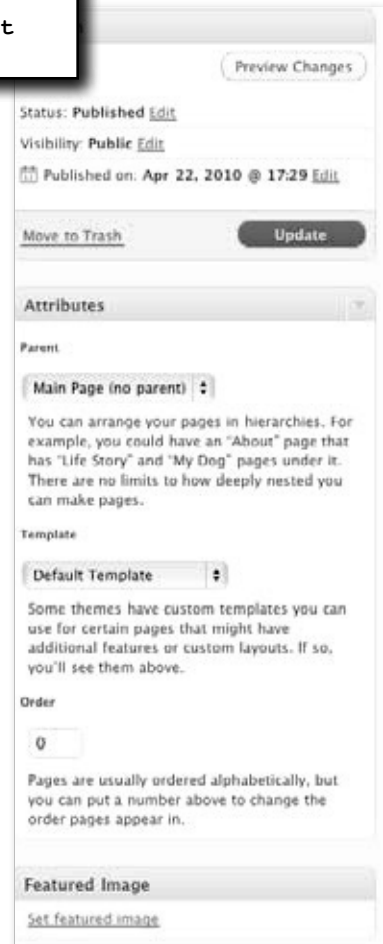 t
Preview Changes
Status: Published Edit
Visibility: Public Edit
Published on: Apr 22, 2010 @ 17:29 Edit
Move to Trash
Update
Attributes
Parent
Main Page (no parent)
You can arrange your pages in hierarchies. For
example, you could have an "About" page that
has "Life Story" and "My Dog" pages under it.
There are no limits to how deeply nested you
can make pages.
Template
Default Template
Some themes have custom templates you can
use for certain pages that might have
additional features or custom layouts. If so,
you'll see them above.
Order
0
Pages are usually ordered alphabetically, but
you can put a number above to change the
order pages appear in.
Featured Image
Set featured image